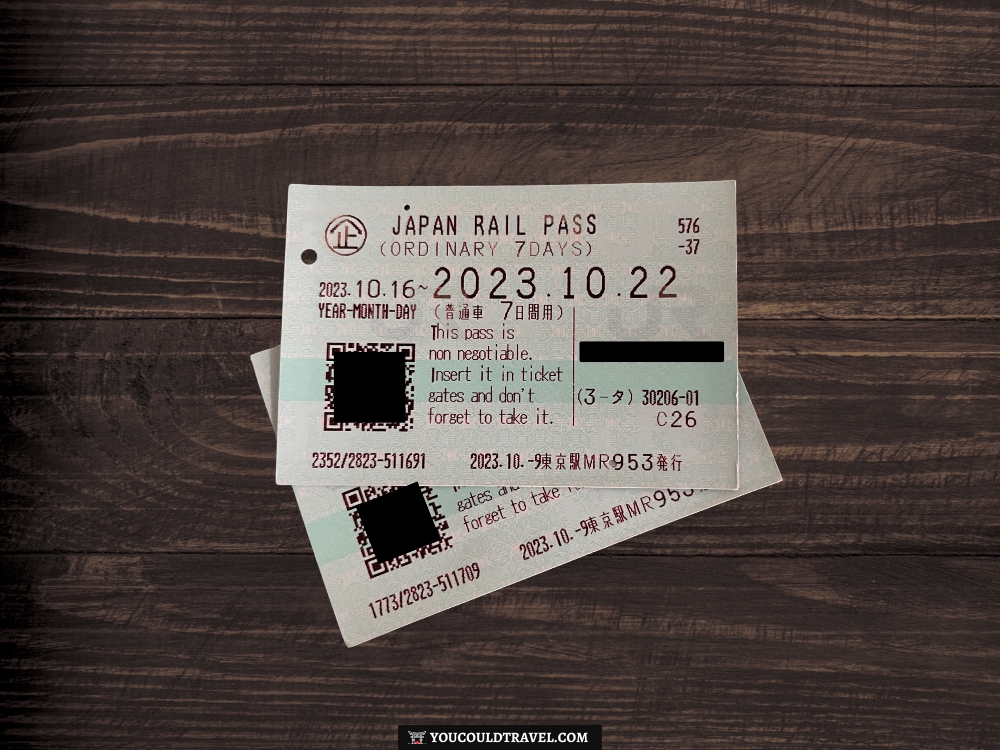 企 JAPAN RAIL PASS
(ORDINARY 7DAYS)
576
-37
2023.10.16~2023.10.22
YEAR-MONTH-DAY (普通車 7日間用)
This pass is
non negotiable.
Insert it in ticket
gates and don't
forget to take it.
(3-タ) 30206-01
C26
2352/2823-511691 2023.10.-9東京駅MR953発行
gates and
forget to take it.
2023.10.-9東京駅MR953
1773/2823-511709
YOUCOULDTRAVEL.COM